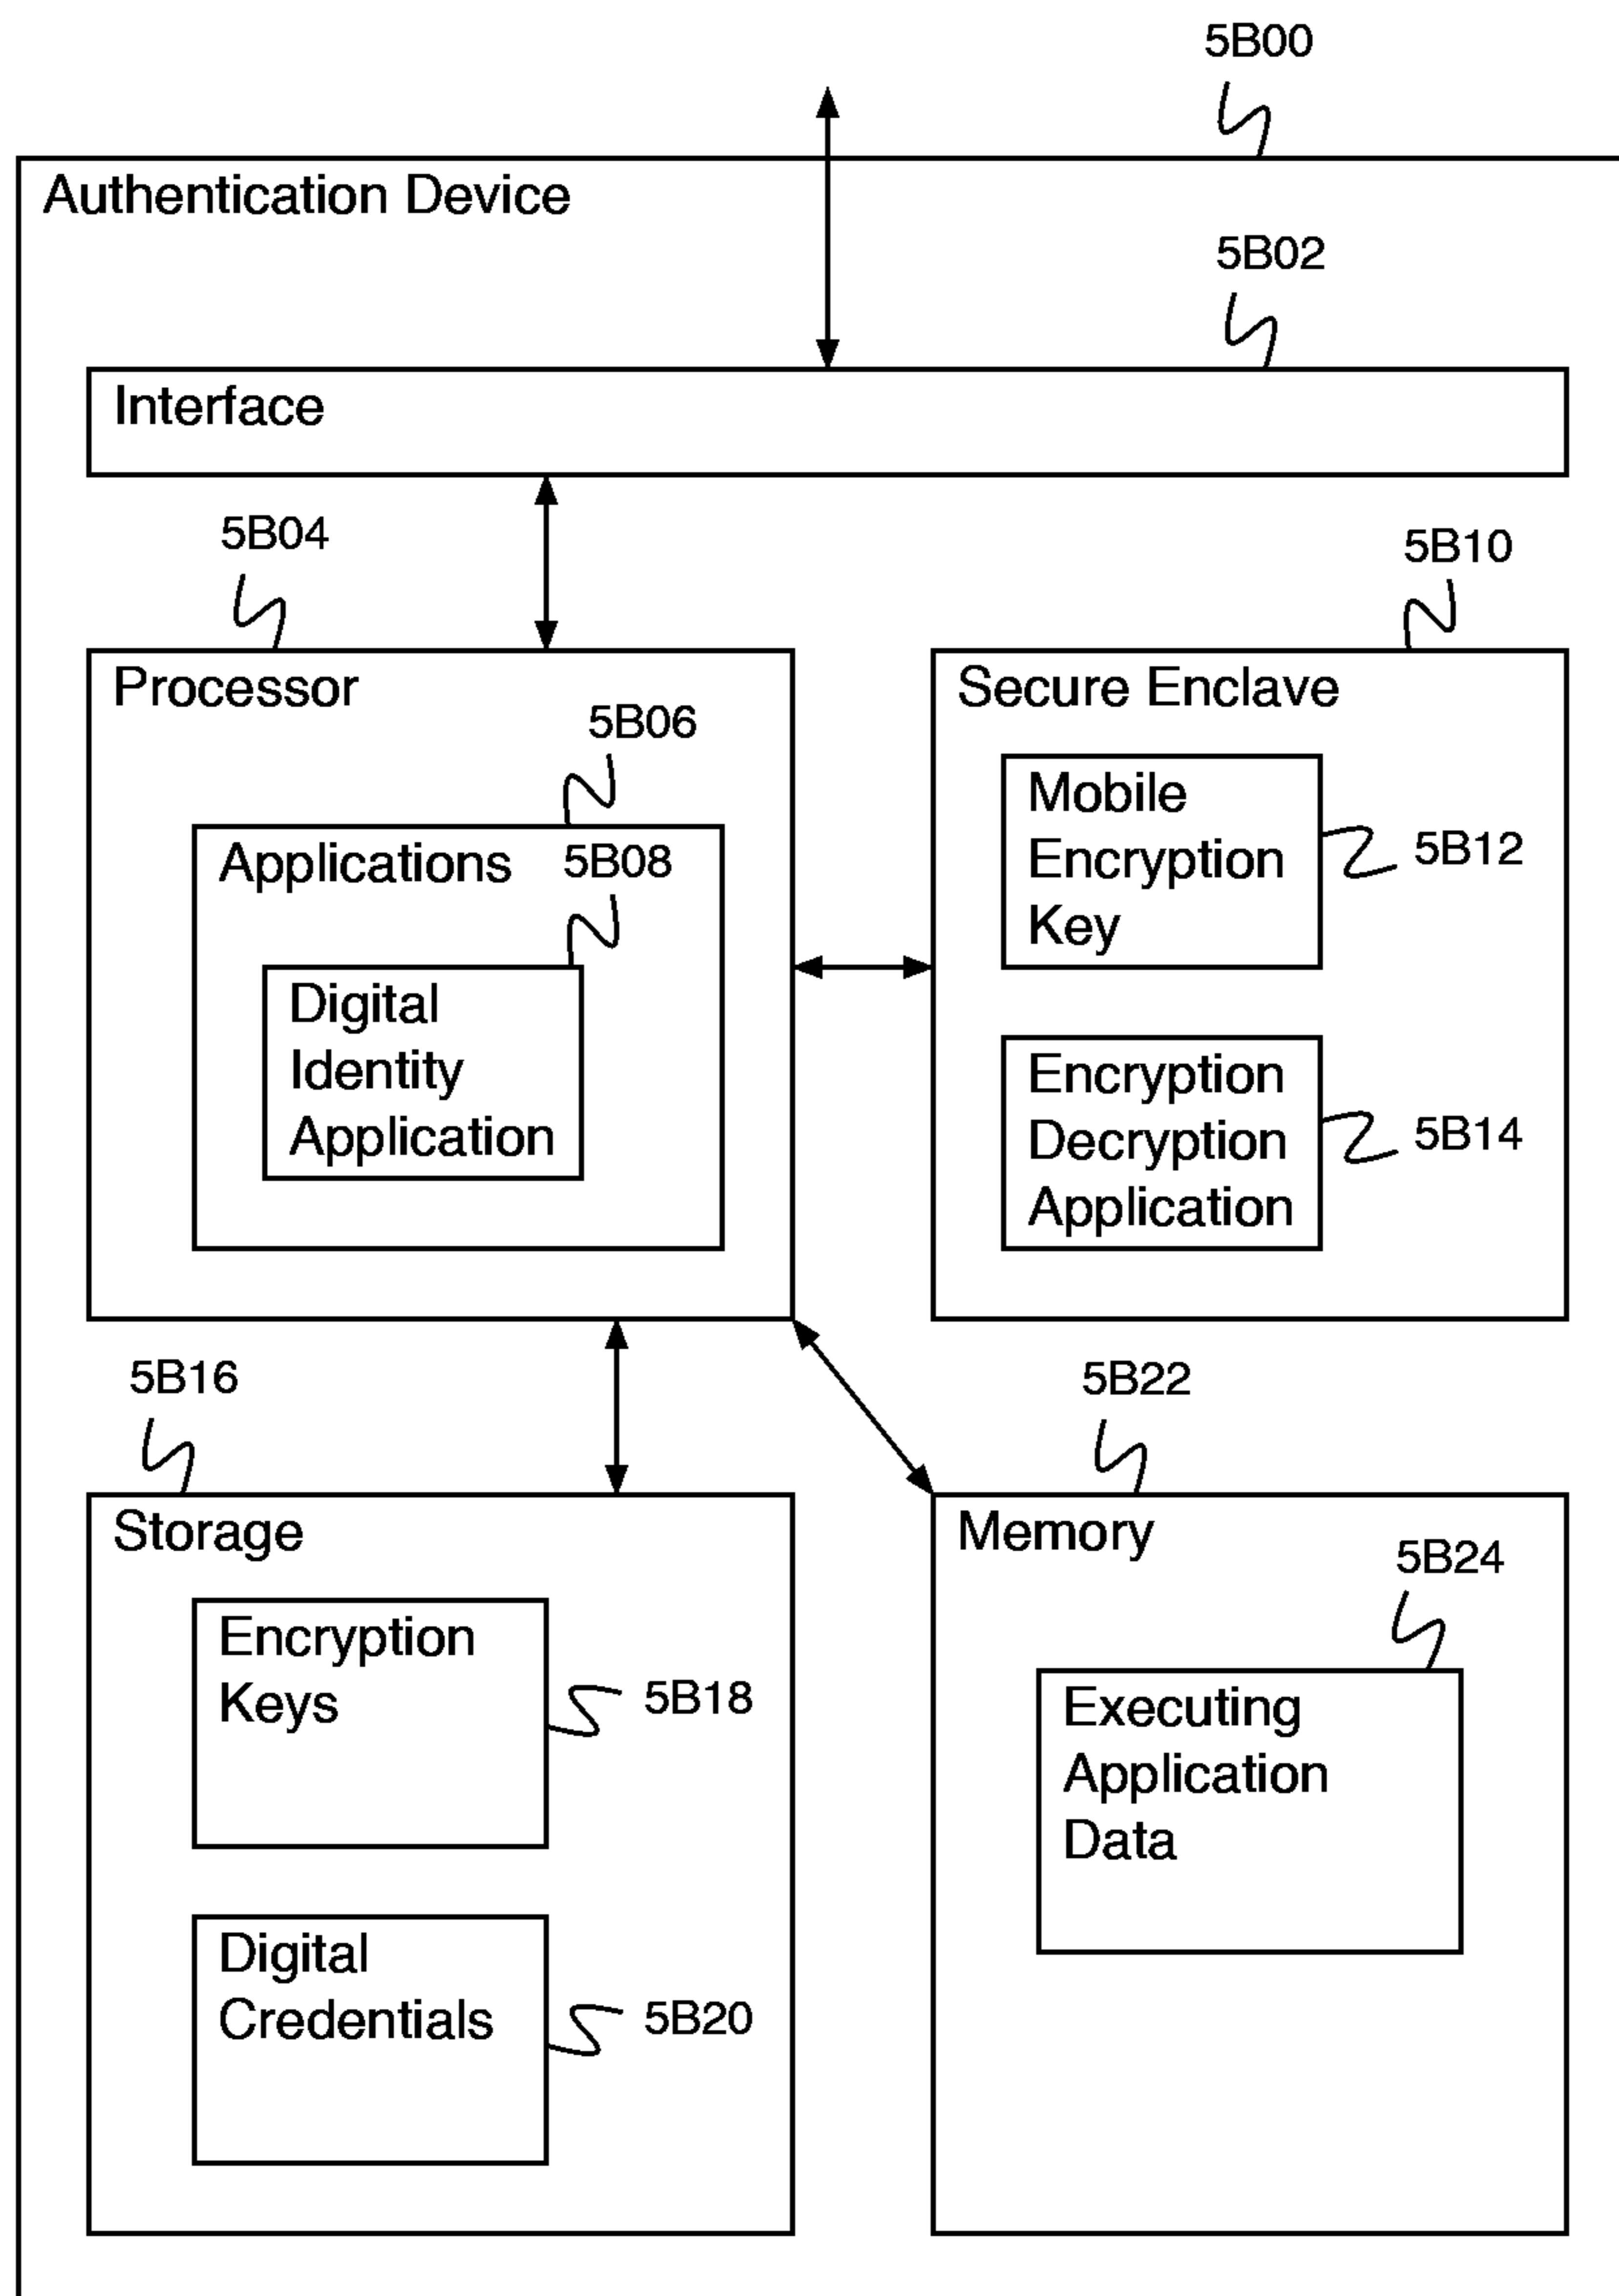 5B00
Authentication Device
5B02
Interface
5B04
5B10
Processor
Secure Enclave
5B06
Mobile
Encryption
Key
5B12
Applications
5B08
Digital
Identity
Application
Encryption
Decryption
Application
5B14
5B16
5B22
Storage
Memory
5B24
Encryption
Keys
5B18
Executing
Application
Data
Digital
Credentials
5B20